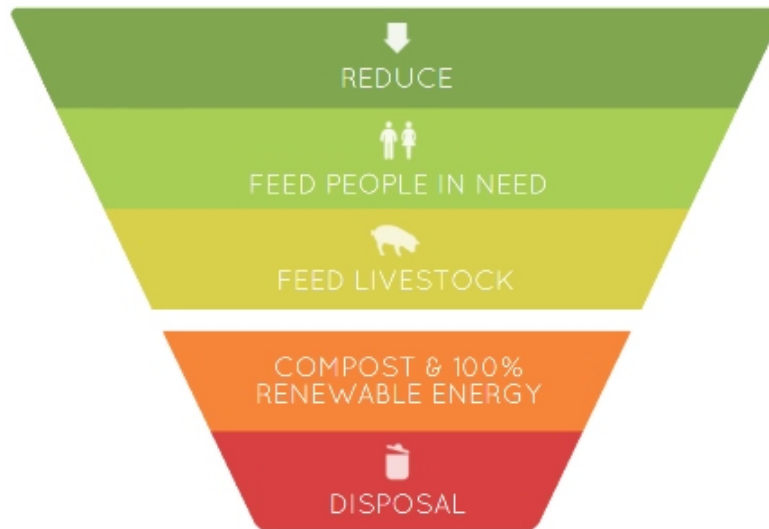 REDUCE
FEED PEOPLE IN NEED
FEED LIVESTOCK
COMPOST & 100%
RENEWABLE ENERGY
DISPOSAL